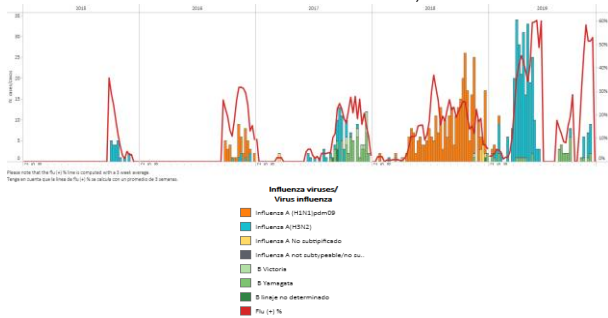 2015 2016 2017 2018 2019
35
30
25
20
15
10
5
0
60%
50%
40%
30%
20%
10%
0%
Please note that the Flu (+) % line is computed with a 3 week average.
Tenga en cuenta que la linea de Flu (+) % se calcula con un promedio de 3 semanas.
Influenza viruses/
Virus influenza
Influenza A (H1N1)pdm09
Influenza A(H3N2)
Influenza A No subtipificado
Influenza A not subtypeable/no su..
B Victoria
B Yamagata
B linaje no determinado
Flu (+) %